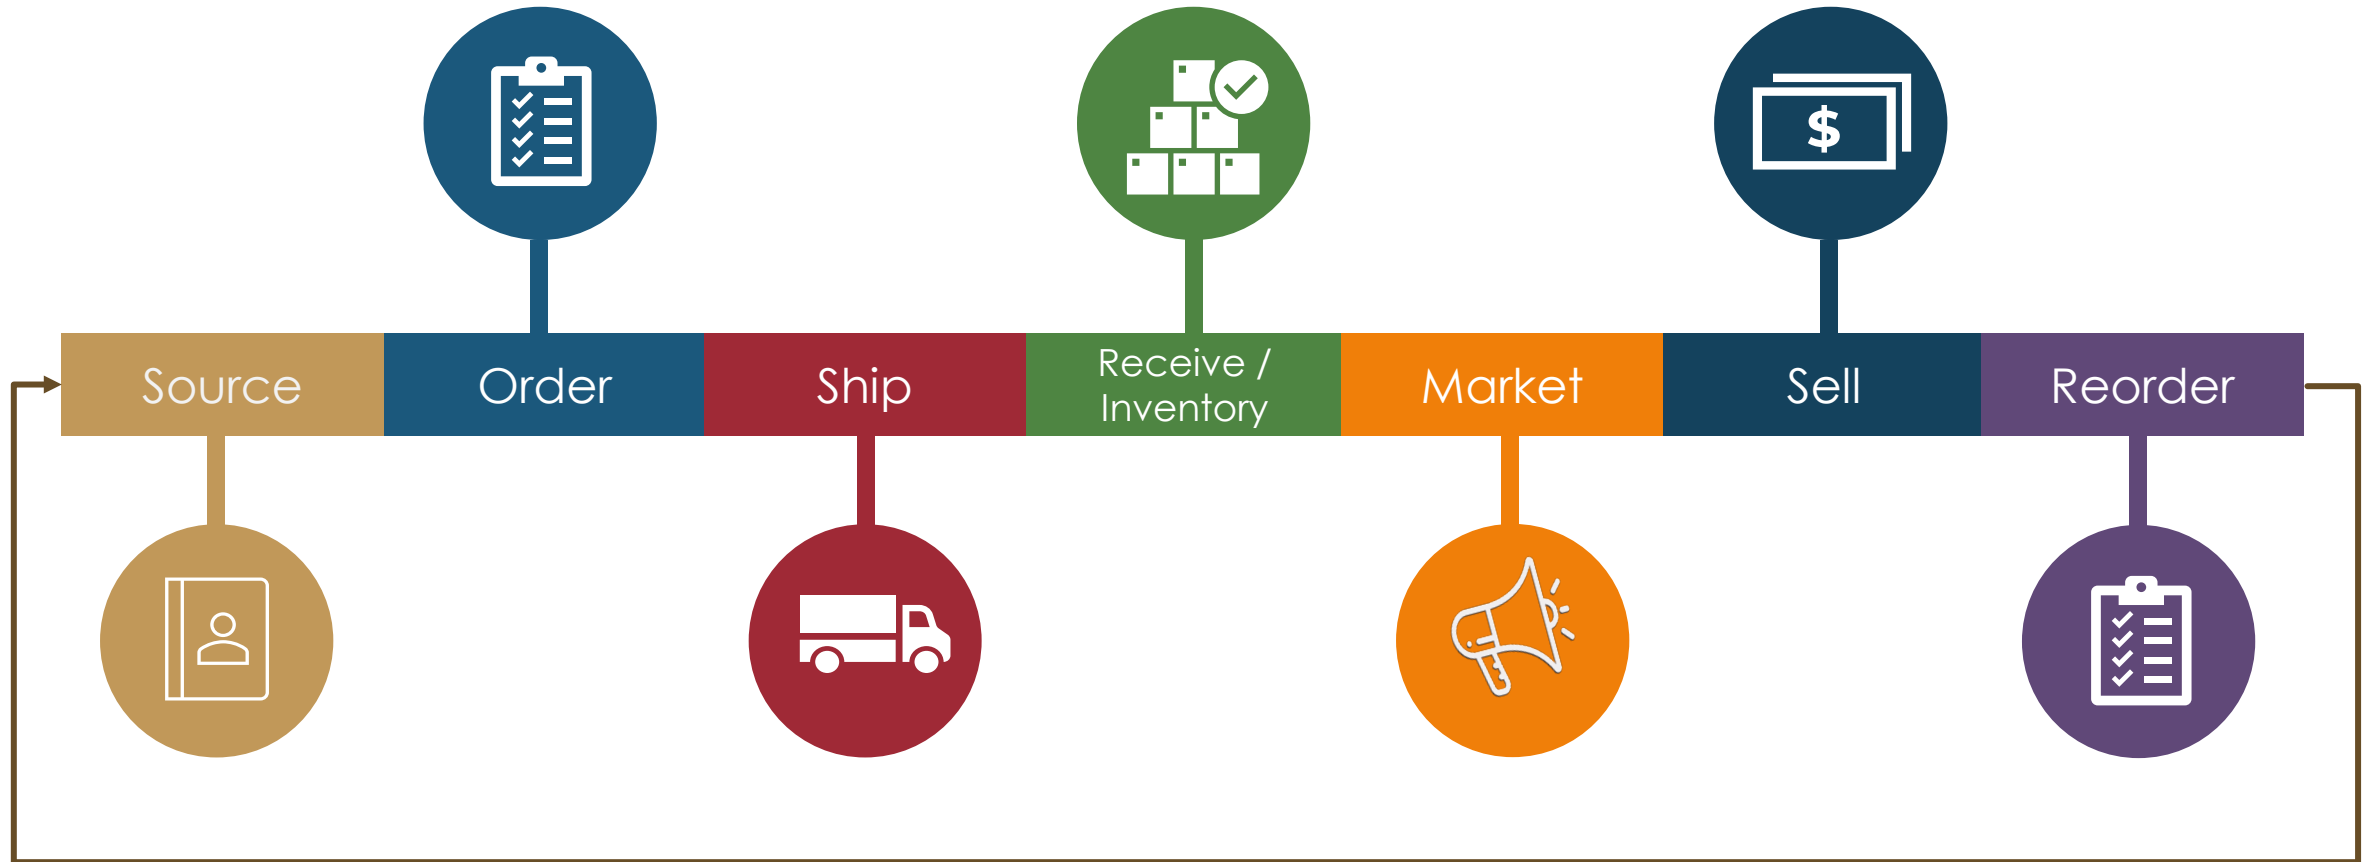 $
Source
Order
Ship
Receive /
Inventory
Market
Sell
Reorder